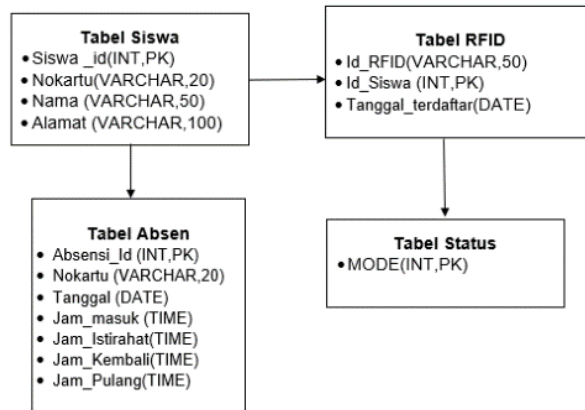 Tabel Siswa
• Siswa _id(INT,PK)
• Nokartu(VARCHAR,20)
• Nama (VARCHAR,50)
• Alamat (VARCHAR,100)
Tabel RFID
• Id_RFID(VARCHAR,50)
• Id_Siswa (INT,PK)
• Tanggal_terdaftar(DATE)
Tabel Absen
• Absensi_Id (INT,PK)
• Nokartu (VARCHAR,20)
• Tanggal (DATE)
• Jam_masuk (TIME)
• Jam_Istirahat(TIME)
• Jam_Kembali(TIME)
• Jam_Pulang(TIME)
Tabel Status
• MODE(INT,PK)